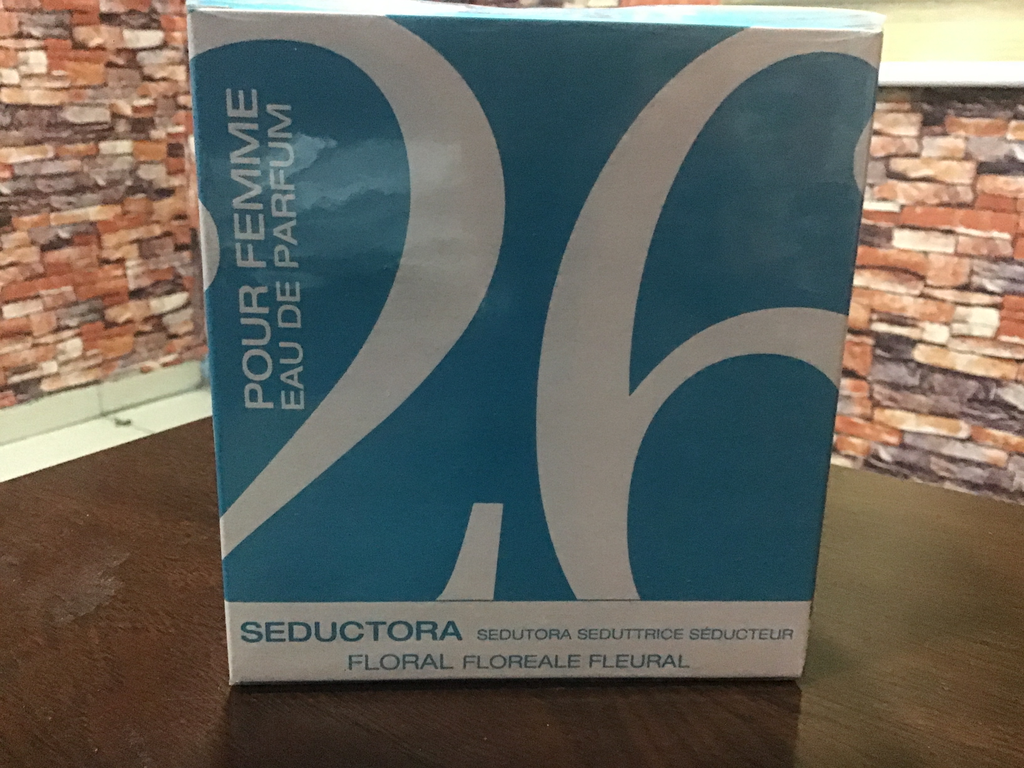 POUR FEMME
EAU DE PARFUM
26
SEDUCTORA SEDUTORA SEDUTTRICE SÉDUCTEUR
FLORAL FLOREALE FLEURAL